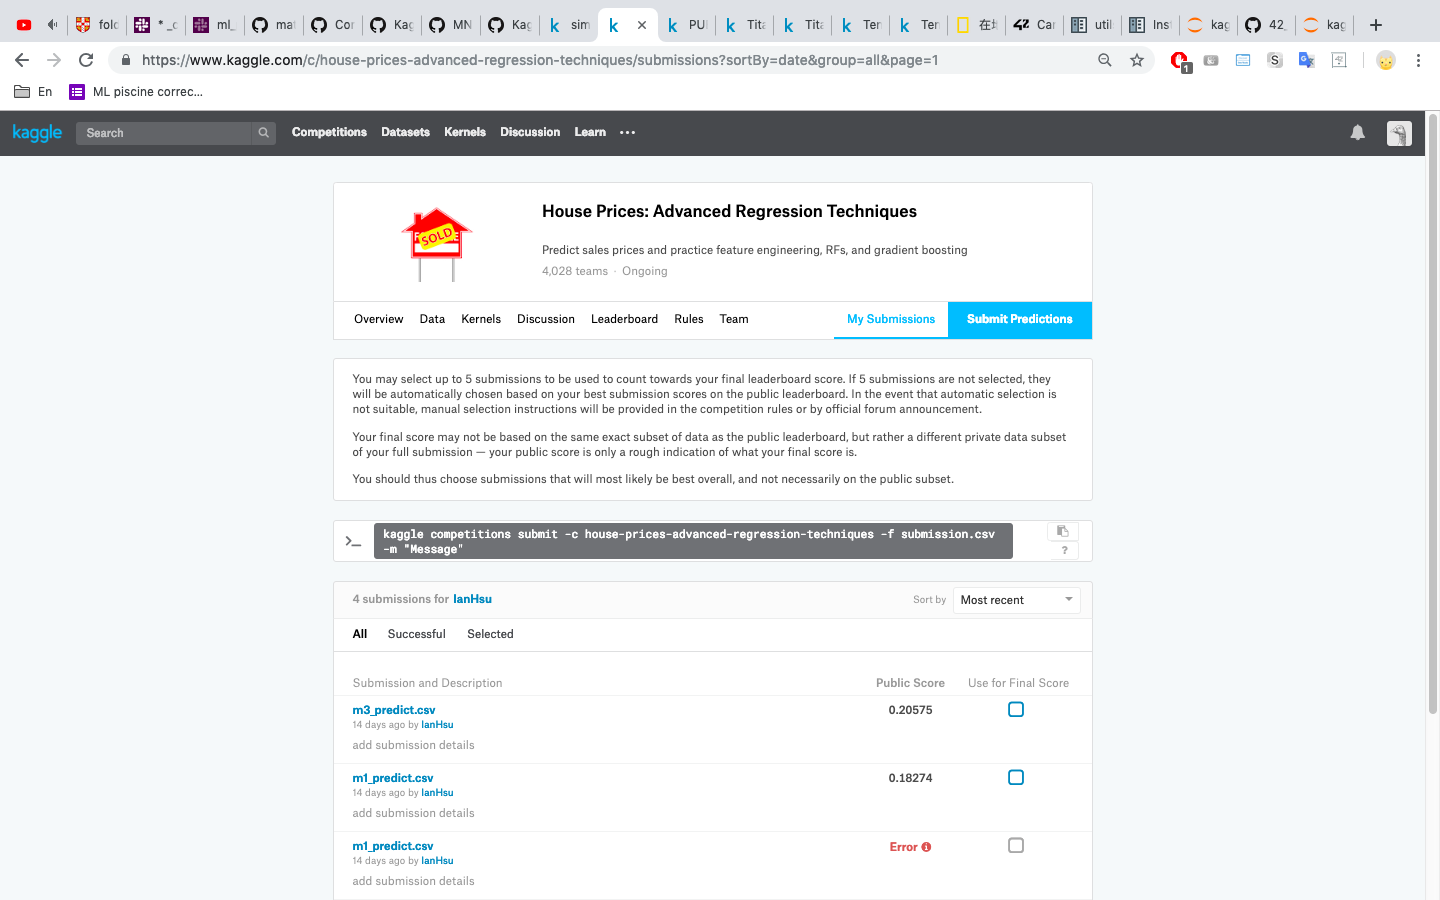 folc
* _c
ml_
mat
Cor
Kag
MN
Kag
sim
PU
Tita
Tita
Ter
Ter
Car
util
Inst
kag
42_
kag
https://www.kaggle.com/c/house-prices-advanced-regression-techniques/submissions?sortBy=date&group=all&page=1
1
S
En
ML piscine correc...
kaggle
Search
Competitions
Datasets
Kernels
Discussion
Learn
SOLD
House Prices: Advanced Regression Techniques
Predict sales prices and practice feature engineering, RFs, and gradient boosting
4,028 teams · Ongoing
Overview
Data
Kernels
Discussion
Leaderboard
Rules
Team
My Submissions
Submit Predictions
You may select up to 5 submissions to be used to count towards your final leaderboard score. If 5 submissions are not selected, they
will be automatically chosen based on your best submission scores on the public leaderboard. In the event that automatic selection is
not suitable, manual selection instructions will be provided in the competition rules or by official forum announcement.
Your final score may not be based on the same exact subset of data as the public leaderboard, but rather a different private data subset
of your full submission — your public score is only a rough indication of what your final score is.
You should thus choose submissions that will most likely be best overall, and not necessarily on the public subset.
kaggle competitions submit -c house-prices-advanced-regression-techniques -f submission.csv
-m "Message"
?
4 submissions for IanHsu
Sort by
Most recent
All
Successful
Selected
Submission and Description
Public Score
Use for Final Score
m3_predict.csv
0.20575
14 days ago by IanHsu
add submission details
m1_predict.csv
0.18274
14 days ago by IanHsu
add submission details
m1_predict.csv
Error
14 days ago by IanHsu
add submission details